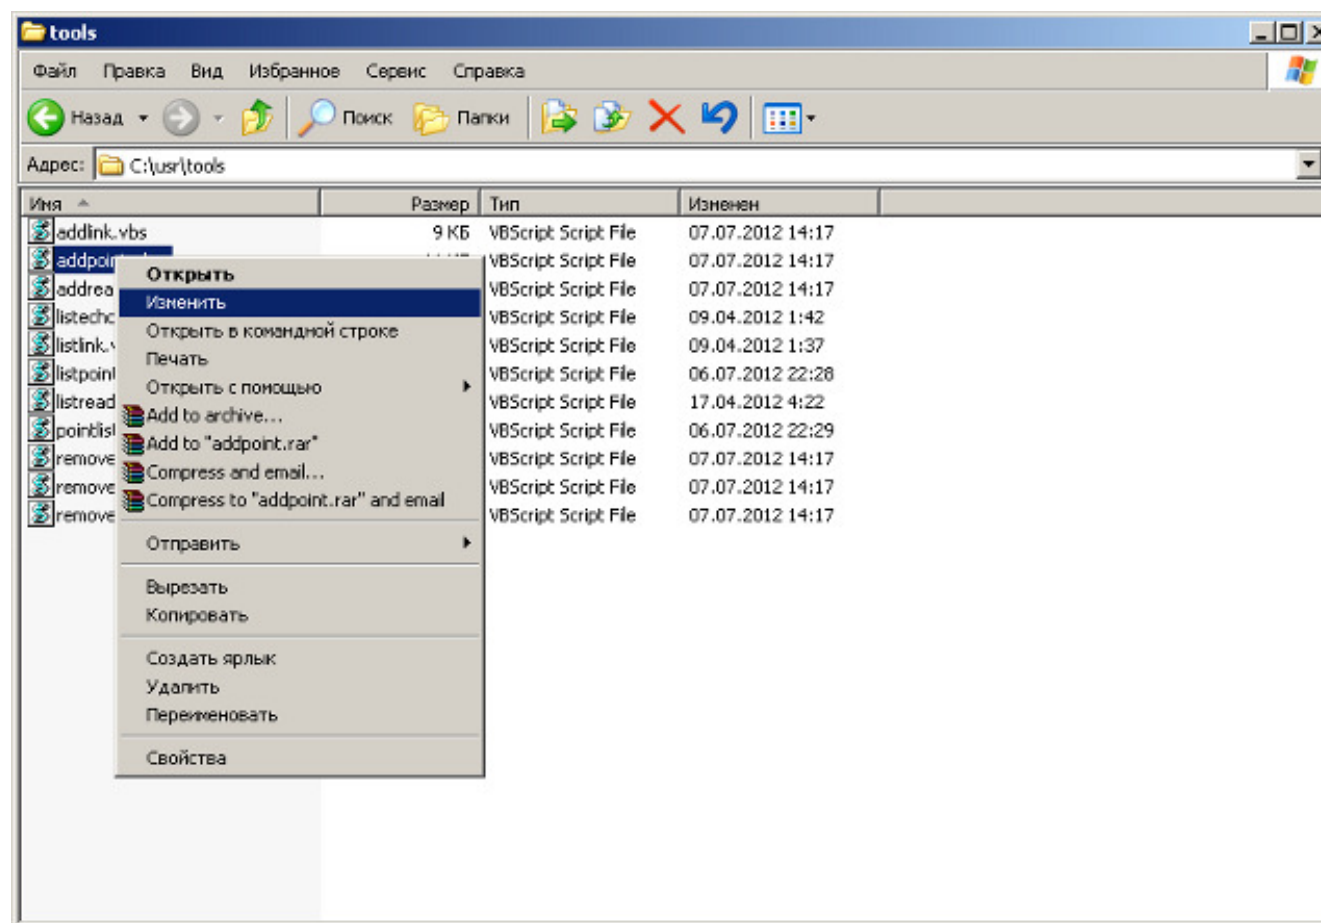 tools
Файл Правка Вид Избранное Сервис Справка
Назад Поиск Папки
Адрес: C:\usr\tools
Имя Размер Тип Изменен
addlink.vbs 9 КБ VBScript Script File 07.07.2012 14:17
addpoin VBScript Script File 07.07.2012 14:17
addrea VBScript Script File 07.07.2012 14:17
listech VBScript Script File 09.04.2012 1:42
listlink. VBScript Script File 09.04.2012 1:37
listpoint VBScript Script File 06.07.2012 22:28
listread VBScript Script File 17.04.2012 4:22
pointlist VBScript Script File 06.07.2012 22:29
remove VBScript Script File 07.07.2012 14:17
remove VBScript Script File 07.07.2012 14:17
remove VBScript Script File 07.07.2012 14:17
Открыть
Изменить
Открыть в командной строке
Печать
Открыть с помощью
Add to archive...
Add to "addpoint.rar"
Compress and email...
Compress to "addpoint.rar" and email
Отправить
Вырезать
Копировать
Создать ярлык
Удалить
Переименовать
Свойства